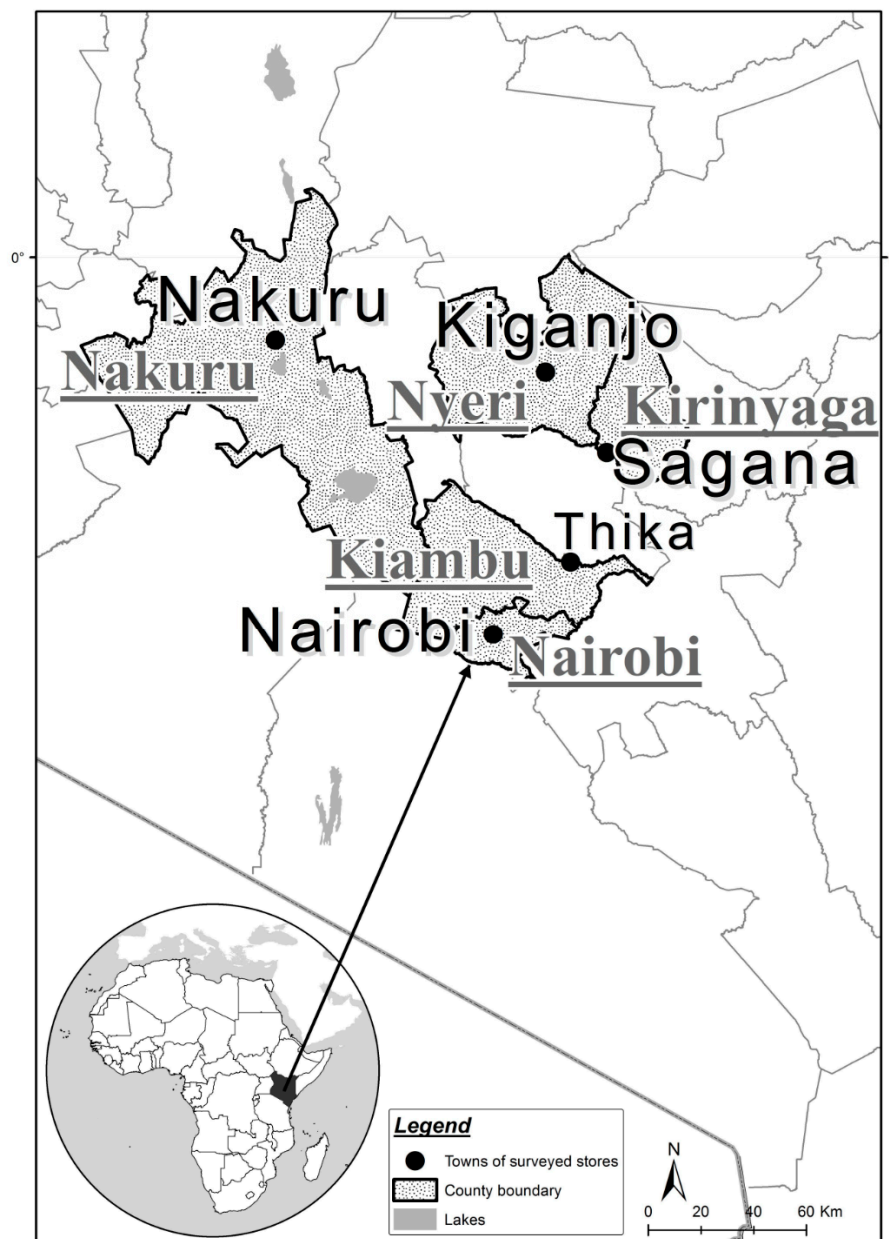 0°
Nakuru
Kiganjo
Nakuru
Nyeri
Kirinyaga
Sagana
Thika
Kiambu
Nairobi
Nairobi
Legend
Towns of surveyed stores
County boundary
Lakes
N
0 20 40 60 Km